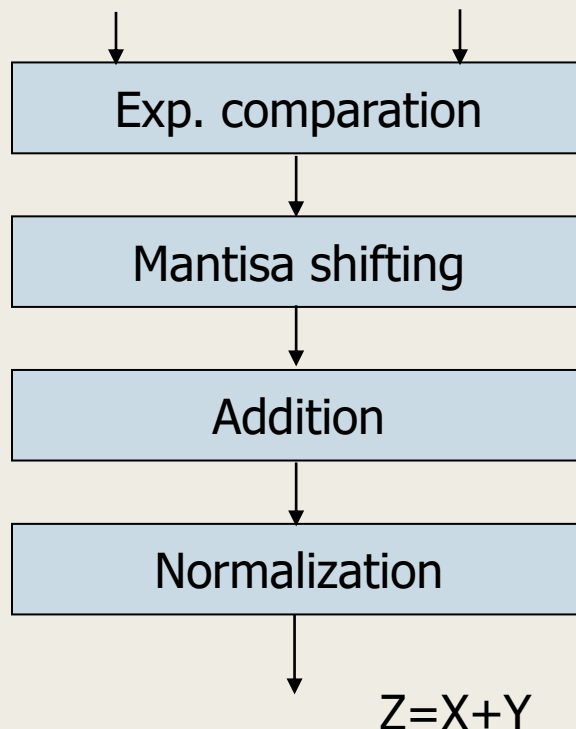 Exp. comparation
Mantisa shifting
Addition
Normalization
Z=X+Y